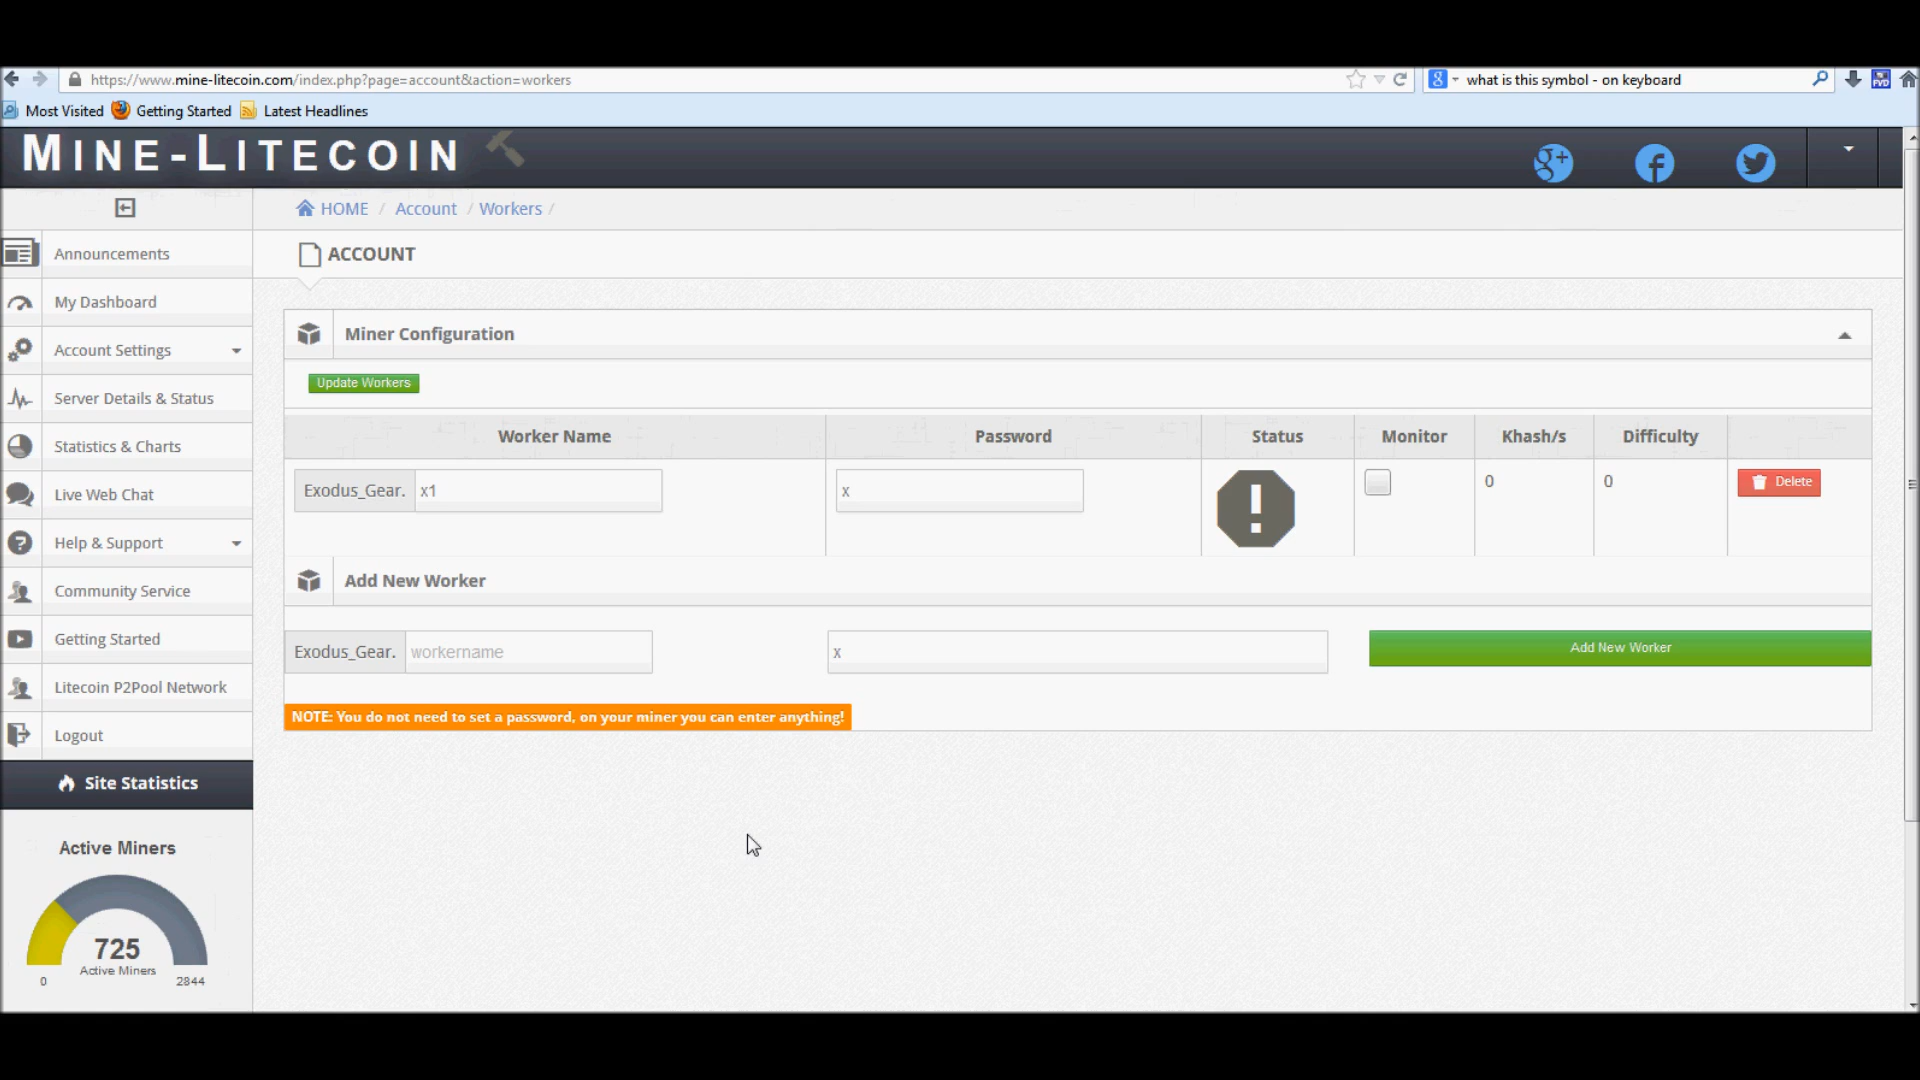 https://www.mine-litecoin.com/index.php?page=account&action=workers
what is this symbol - on keyboard
FVD
Most Visited Getting Started Latest Headlines
MINE-LITECOIN
HOME / Account / Workers /
ACCOUNT
Announcements
My Dashboard
Account Settings
Server Details & Status
Statistics & Charts
Live Web Chat
Help & Support
Community Service
Getting Started
Litecoin P2Pool Network
Logout
Site Statistics
Active Miners
725
Active Miners
0 2844
Miner Configuration
Update Workers
Worker Name Password Status Monitor Khash/s Difficulty
Exodus_Gear. x1 x ! 0 0 Delete
Add New Worker
Exodus_Gear. workername x Add New Worker
NOTE: You do not need to set a password, on your miner you can enter anything!